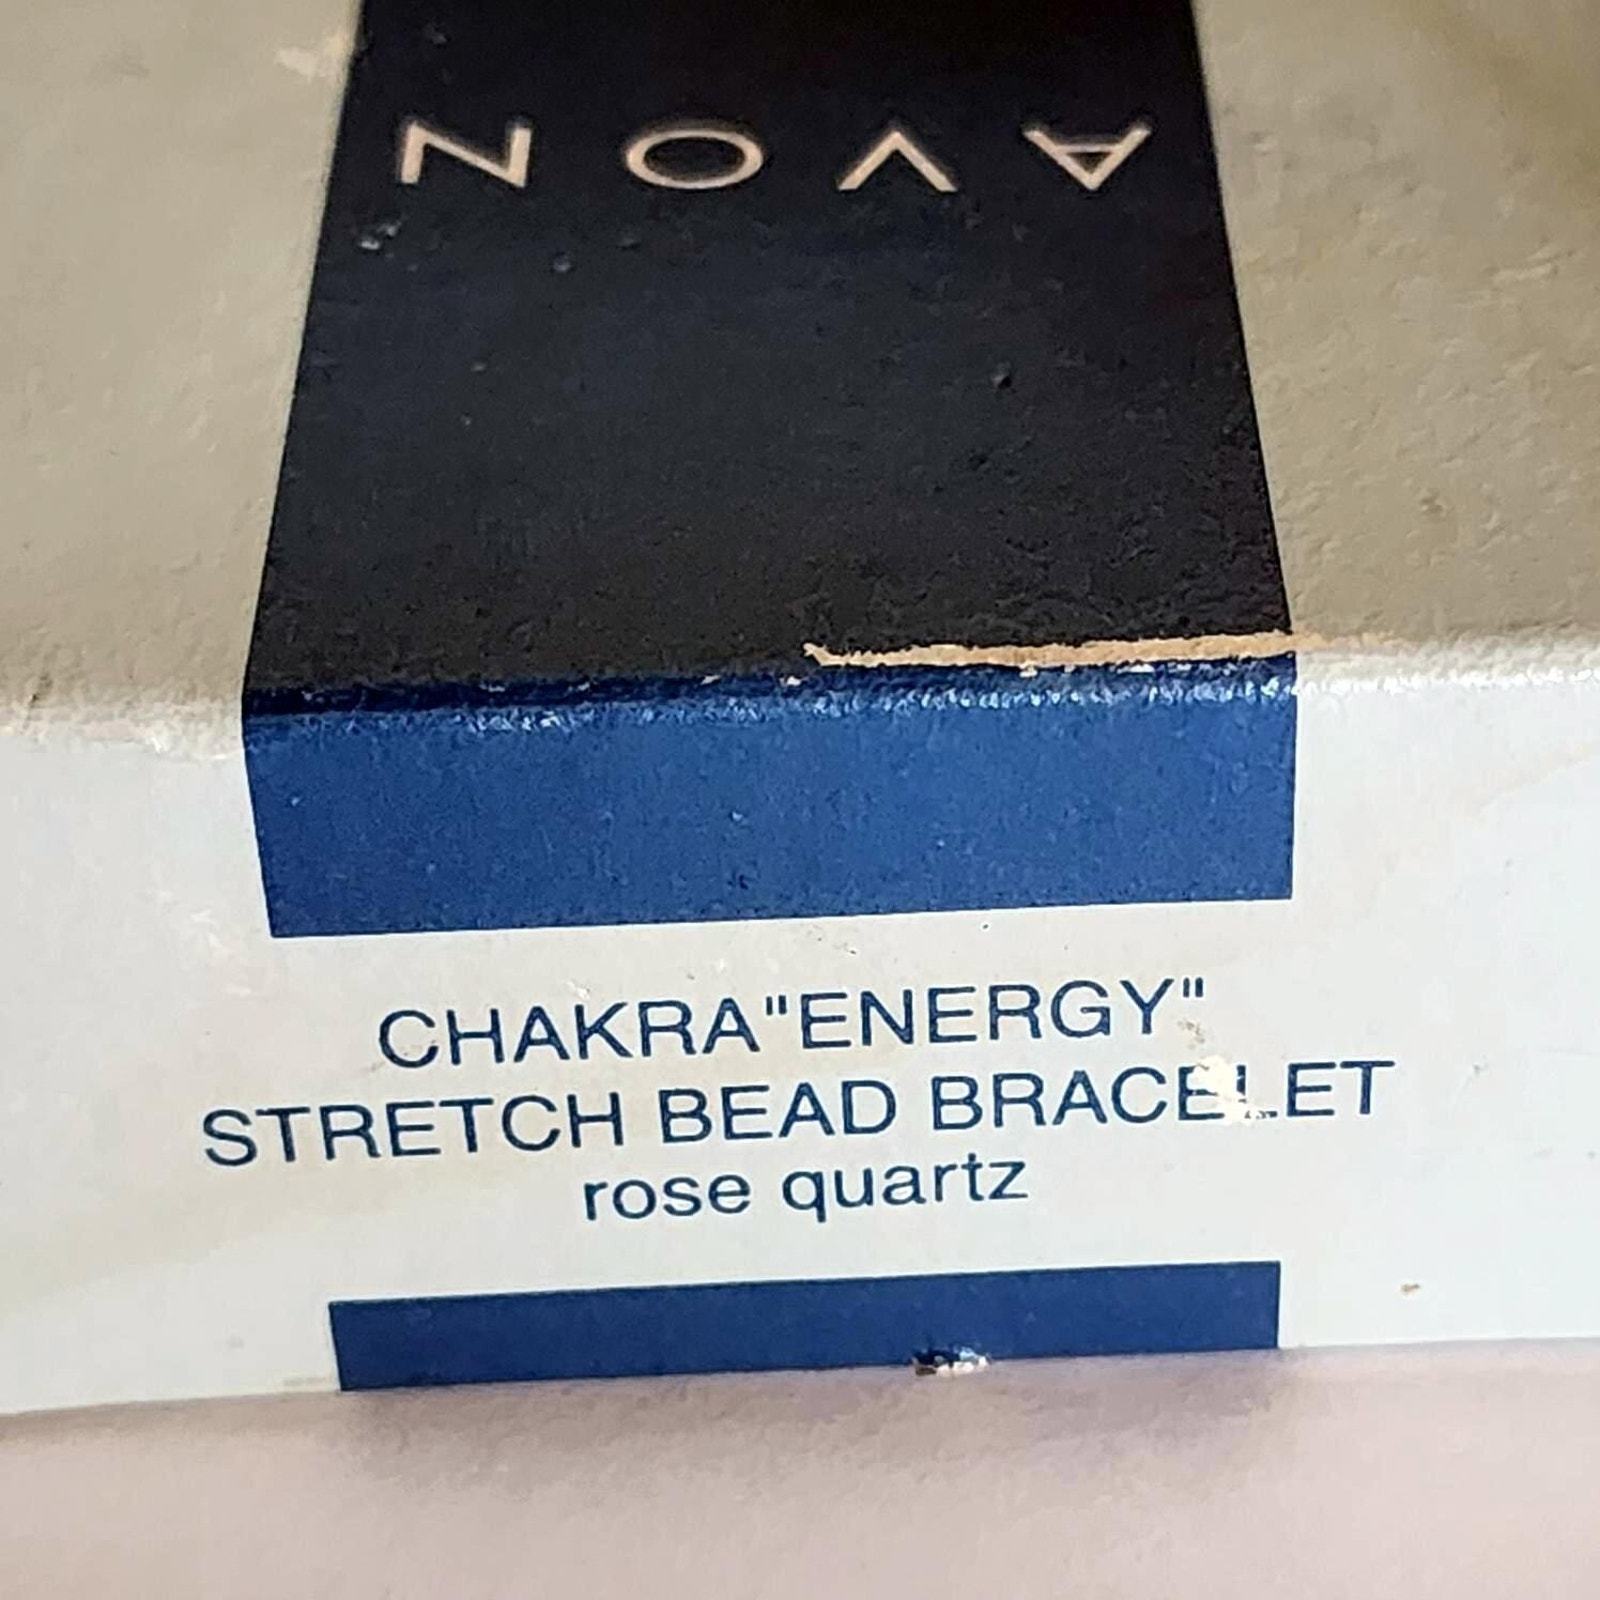 AVON
CHAKRA"ENERGY"
STRETCH BEAD BRACELET
rose quartz